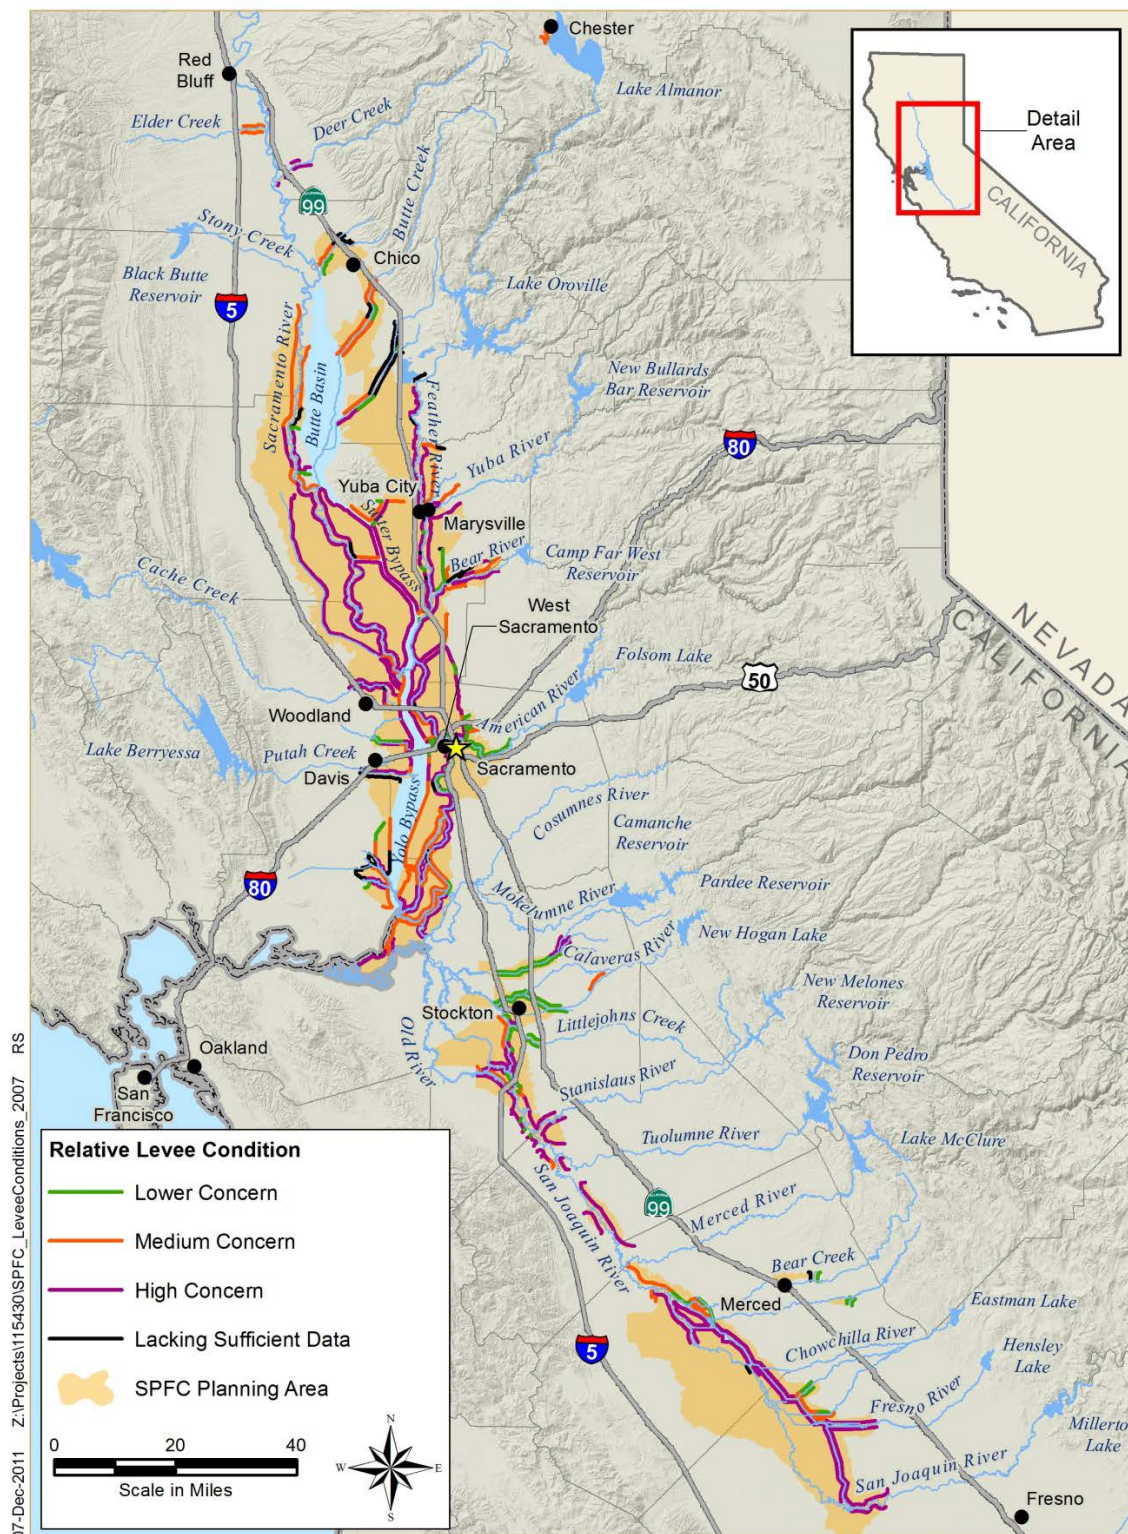 Chester
Red
Bluff
Lake Almanor
Elder Creek
Deer Creek
Detail
Area
CALIFORNIA
99
Butte Creek
Stony Creek
Chico
Black Butte
Reservoir
Lake Oroville
5
Sacramento River
Butte Basin
New Bullards
Bar Reservoir
Feather River
80
Yuba River
Yuba City
Marysville
Sutter Bypass
Bear River
Camp Far West
Reservoir
Cache Creek
West
Sacramento
NEVADA
CALIFORNIA
Folsom Lake
50
American River
Woodland
Lake Berryessa
Putah Creek
Davis
Sacramento
Yolo Bypass
Cosumnes River
Camanche
Reservoir
80
Mokelumne River
Pardee Reservoir
New Hogan Lake
Calaveras River
New Melones
Reservoir
Stockton
Littlejohns Creek
Old River
Oakland
Don Pedro
Reservoir
San
Francisco
Stanislaus River
Tuolumne River
Lake McClure
San Joaquin River
99
Merced River
Bear Creek
Merced
Eastman Lake
Chowchilla River
Hensley
Lake
5
Fresno River
Millerto
Lake
San Joaquin River
Fresno
Relative Levee Condition
Lower Concern
Medium Concern
High Concern
Lacking Sufficient Data
SPFC Planning Area
0 20 40
Scale in Miles
N
W E
S
07-Dec-2011 Z:\Projects\115430\SPFC_LeveeConditions_2007 RS